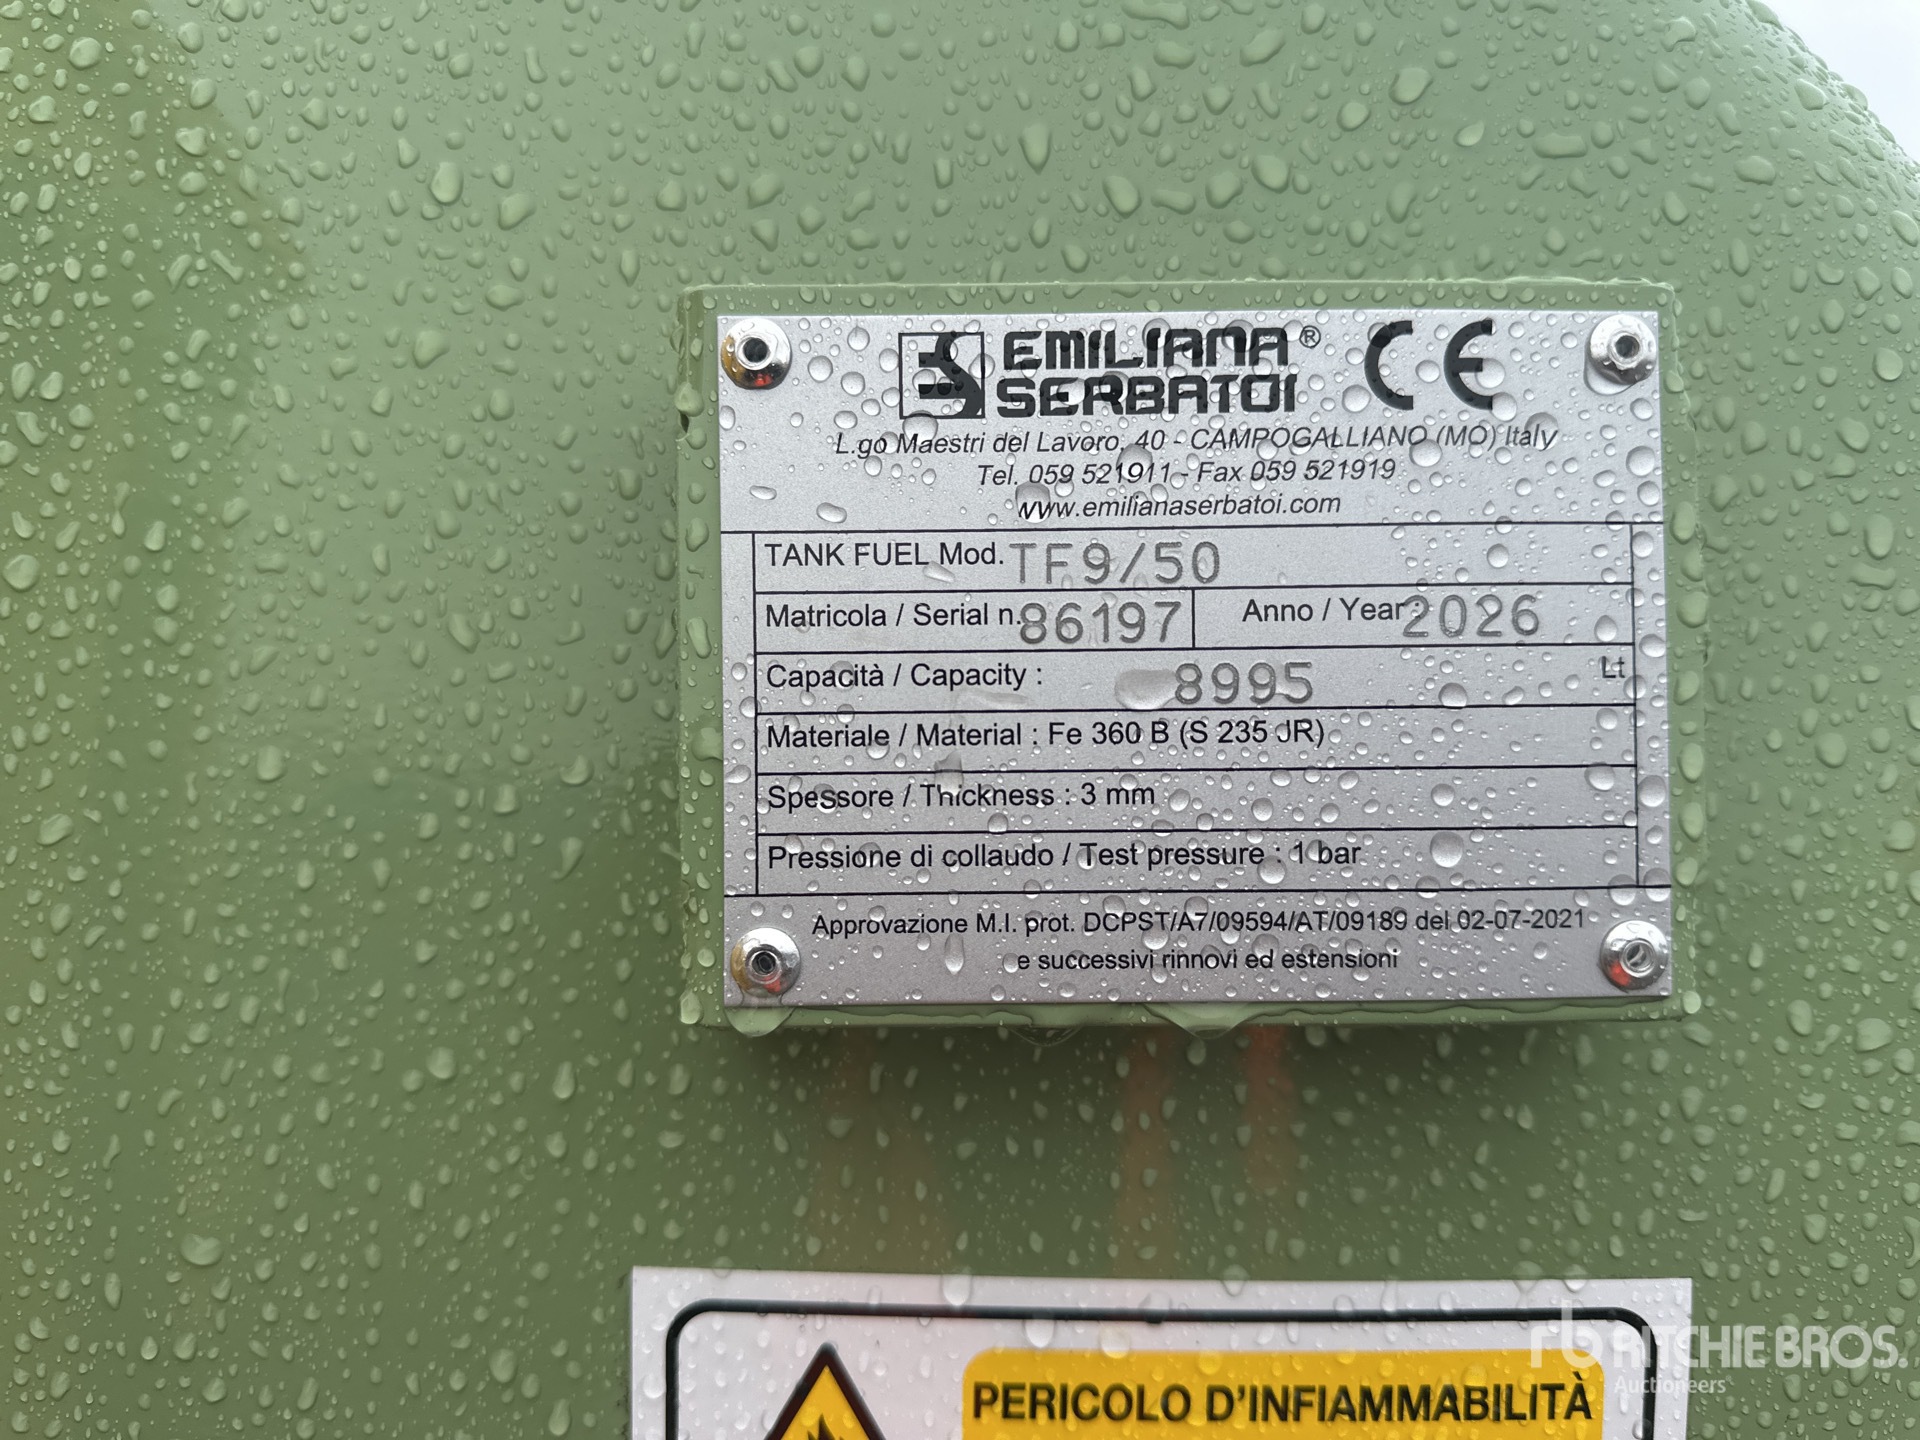 EMILIANA®
SERBATOI
CE
L.go Maestri del Lavoro, 40 - CAMPOGALLIANO (MO) Italy
Tel. 059 521911 - Fax 059 521919
www.emilianaserbatoi.com
TANK FUEL Mod. TF9/50
Matricola / Serial n. 86197 Anno / Year : 2026
Capacità / Capacity : 8995 Lt
Materiale / Material : Fe 360 B (S 235 JR)
Spessore / Thickness : 3 mm
Pressione di collaudo / Test pressure : 1 bar
Approvazione M.I. prot. DCPST/A7/09594/AT/09189 del 02-07-2021
e successivi rinnovi ed estensioni
PERICOLO D'INFIAMMABILITÀ
rb RITCHIE BROS.
Auctioneers